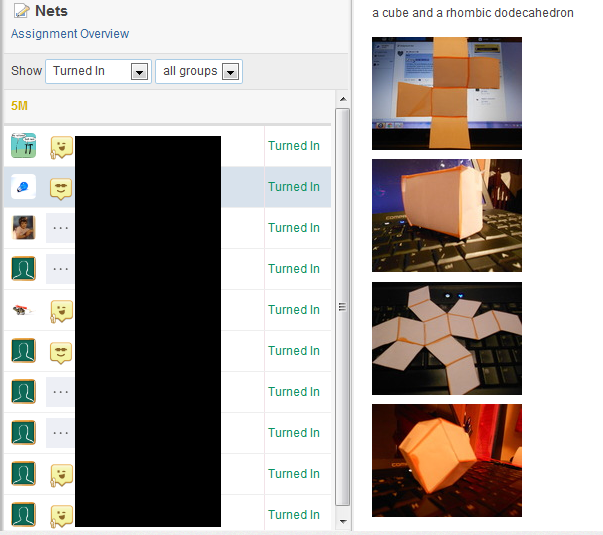 Nets
Assignment Overview
Show Turned In all groups
5M
Turned In
Turned In
... Turned In
... Turned In
Turned In
Turned In
... Turned In
... Turned In
Turned In
Turned In
a cube and a rhombic dodecahedron